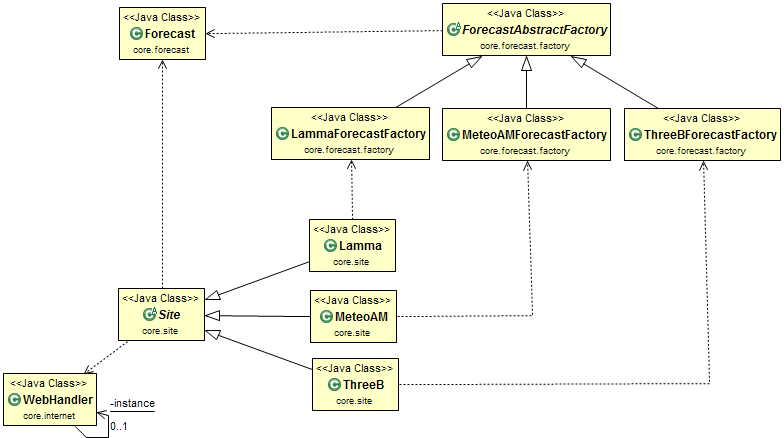 <<Java Class>>
Forecast
core.forecast
<<Java Class>>
ForecastAbstractFactory
core.forecast.factory
<<Java Class>>
LammaForecastFactory
core.forecast.factory
<<Java Class>>
MeteoAMForecastFactory
core.forecast.factory
<<Java Class>>
ThreeBForecastFactory
core.forecast.factory
<<Java Class>>
Lamma
core.site
<<Java Class>>
Site
core.site
<<Java Class>>
MeteoAM
core.site
<<Java Class>>
ThreeB
core.site
<<Java Class>>
WebHandler
core.internet
-instance
0..1